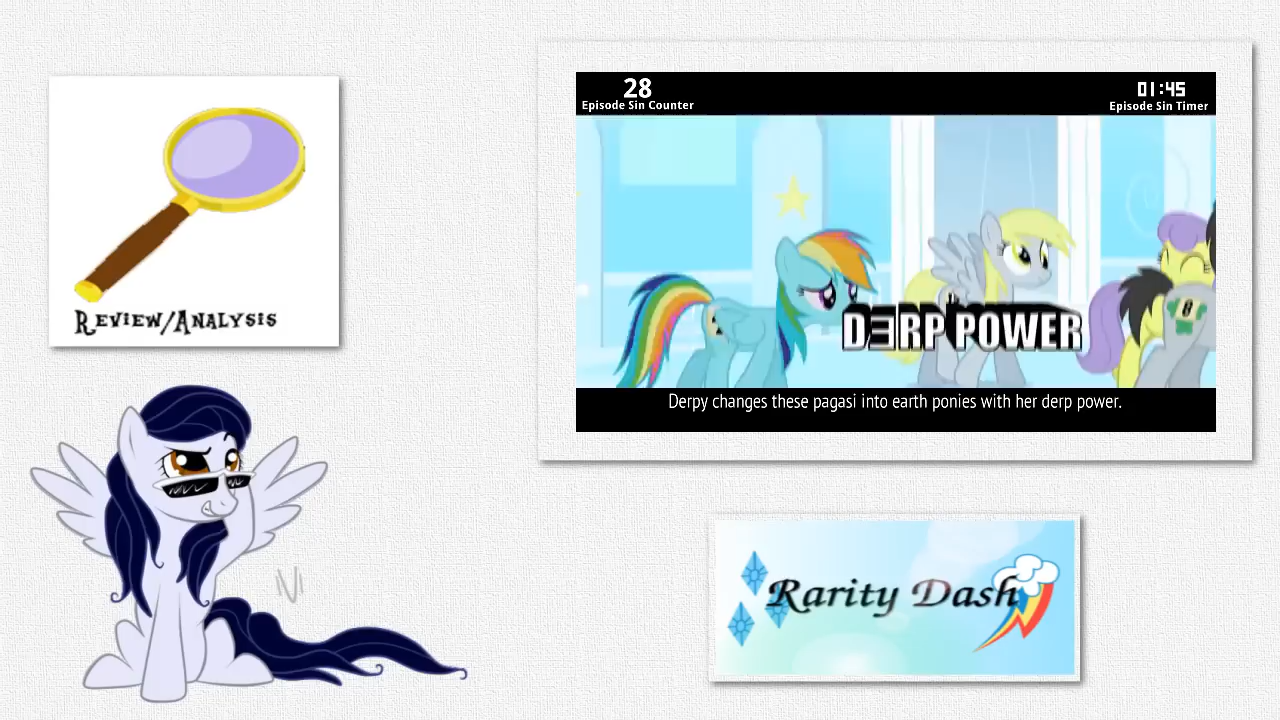 28
Episode Sin Counter
01:45
Episode Sin Timer
DERP POWER
Derpy changes these pagasi into earth ponies with her derp power.
Review/Analysis
Rarity Dash